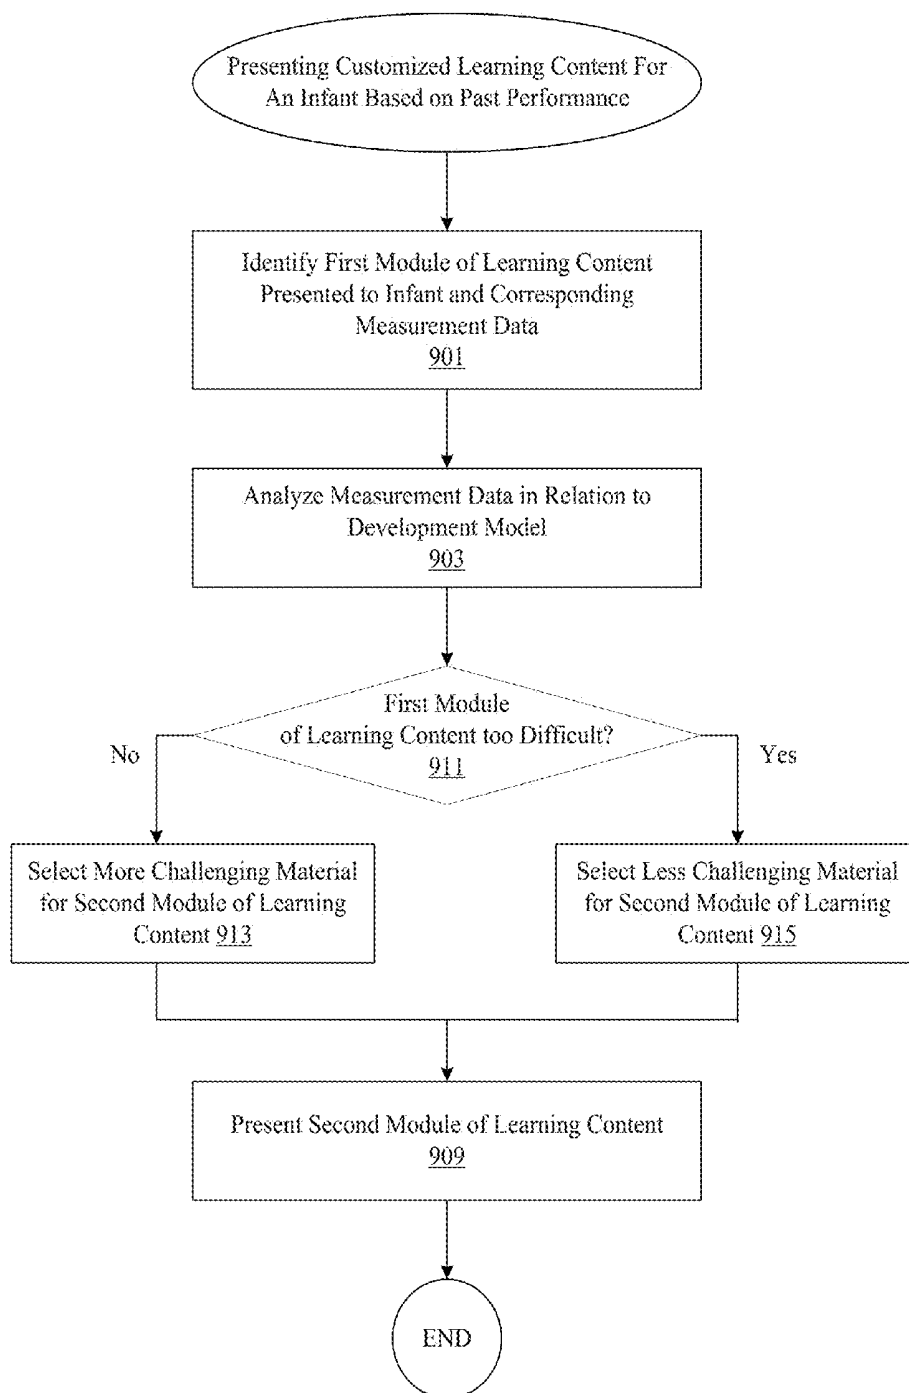 Presenting Customized Learning Content For
An Infant Based on Past Performance
Identify First Module of Learning Content
Presented to Infant and Corresponding
Measurement Data
901
Analyze Measurement Data in Relation to
Development Model
903
First Module
of Learning Content too Difficult?
911
No
Yes
Select More Challenging Material
for Second Module of Learning
Content 913
Select Less Challenging Material
for Second Module of Learning
Content 915
Present Second Module of Learning Content
909
END